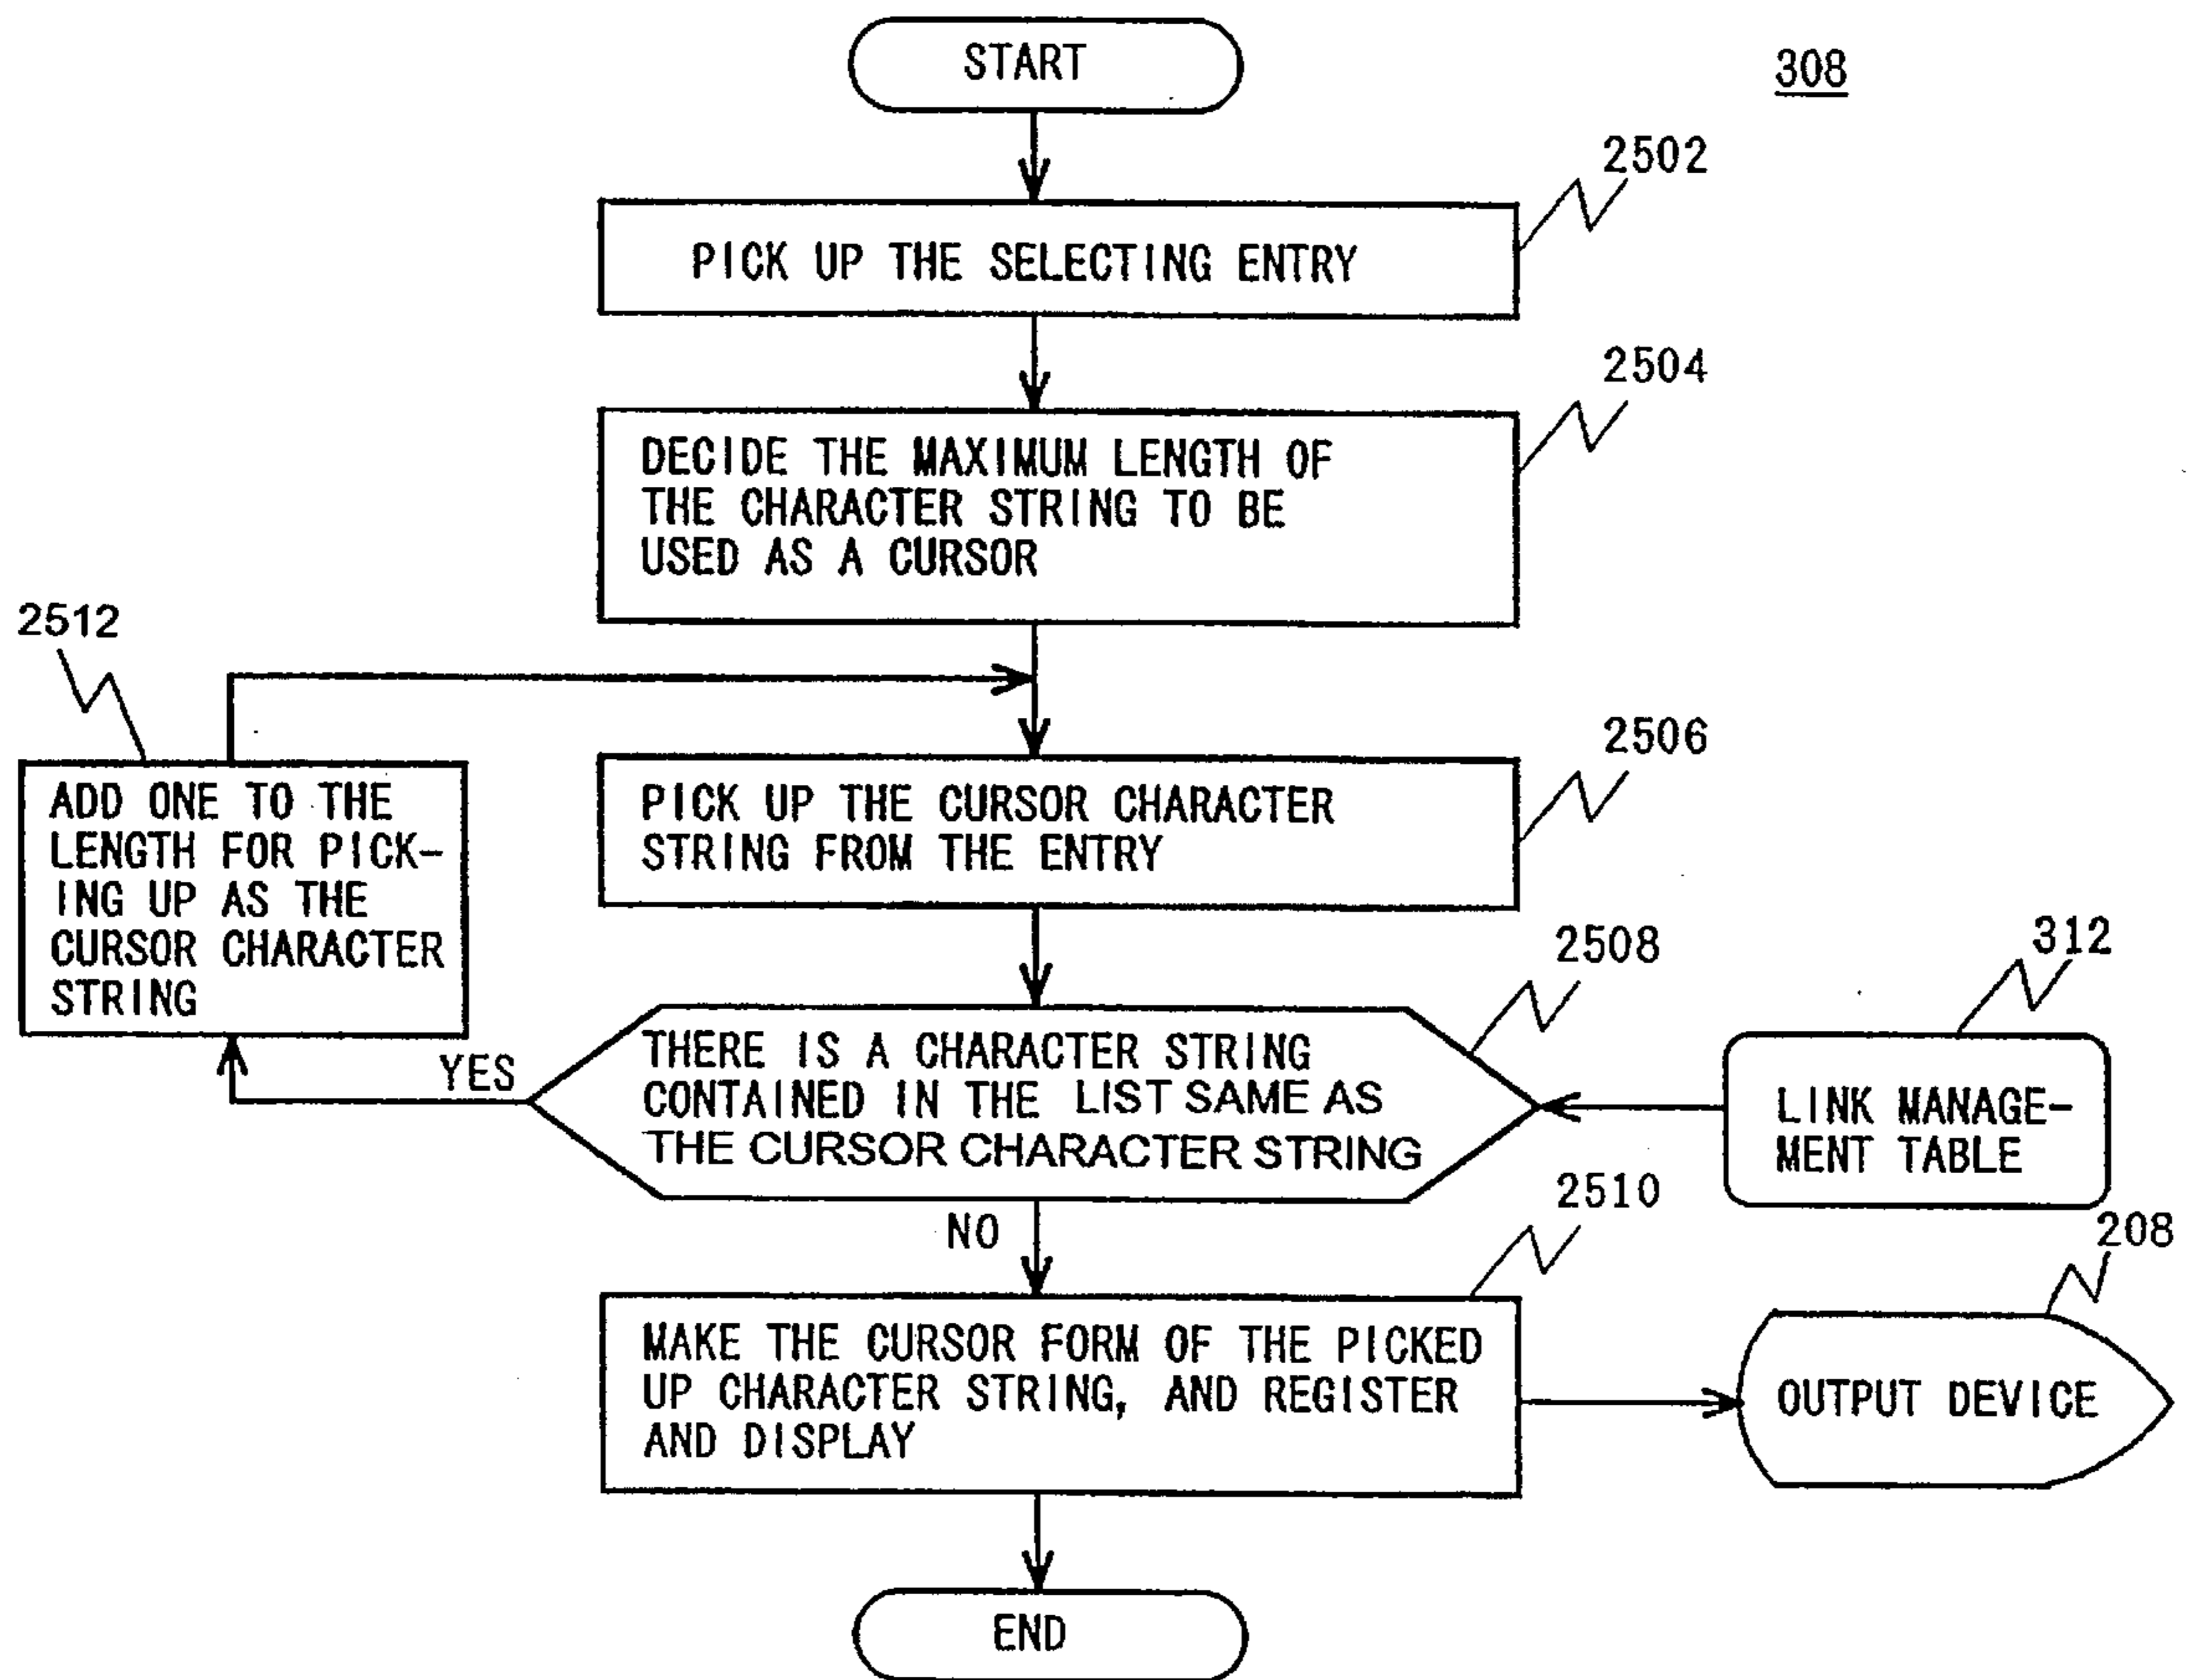 START
308
2502
PICK UP THE SELECTING ENTRY
2504
DECIDE THE MAXIMUM LENGTH OF
THE CHARACTER STRING TO BE
USED AS A CURSOR
2512
ADD ONE TO THE
LENGTH FOR PICK-
ING UP AS THE
CURSOR CHARACTER
STRING
2506
PICK UP THE CURSOR CHARACTER
STRING FROM THE ENTRY
2508
312
YES
THERE IS A CHARACTER STRING
CONTAINED IN THE LIST SAME AS
THE CURSOR CHARACTER STRING
LINK MANAGE-
MENT TABLE
NO
2510
208
MAKE THE CURSOR FORM OF THE PICKED
UP CHARACTER STRING, AND REGISTER
AND DISPLAY
OUTPUT DEVICE
END